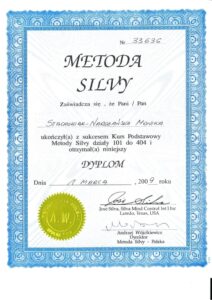 Nr. 33636
METODA
SILVY
Zaświadcza się, że Pani / Pan
ukończył(a) z sukcesem Kurs Podstawowy
Metody Silvy działy 101 do 404 i
otrzymał(a) niniejszy
DYPLOM
Dnia 1 MARCA 2009 roku
José Silva, Silva Mind Control Int'l Inc
Laredo, Texas, USA
Andrzej Wójcikiewicz
Dyrektor
Metoda Silvy - Polska